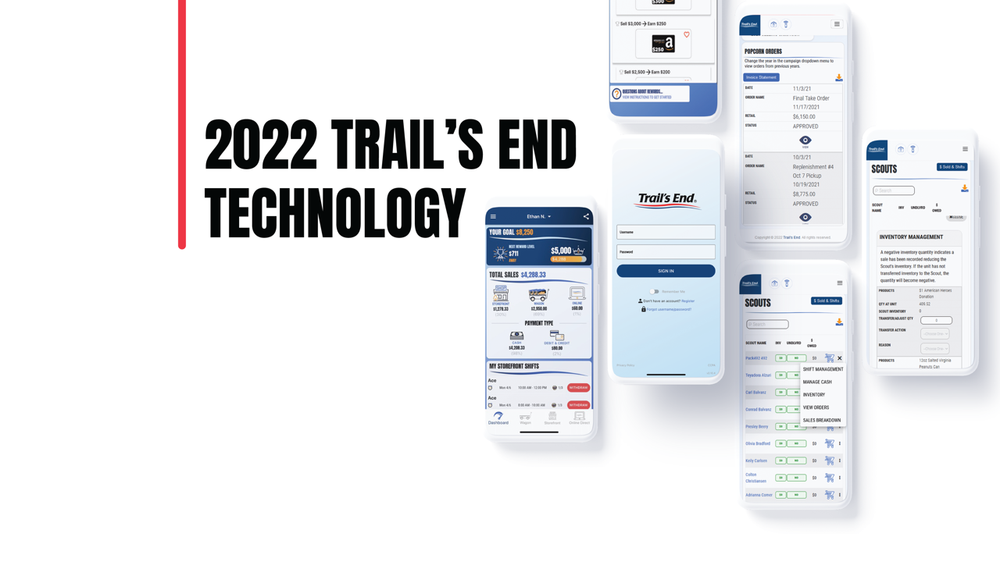 2022 TRAIL'S END
TECHNOLOGY
Ethan N.
YOUR GOAL $8,250
NEXT REWARD LEVEL
$711
AWAY
$5,000
TOTAL SALES $4,288.33
STOREFRONT
$1,278.33
WAGON
$2,950.00
ONLINE
$60.00
PAYMENT TYPE
CASH
$4,208.33
DEBIT & CREDIT
$80.00
MY STOREFRONT SHIFTS
Ace
Mon 4/6 10:00 AM - 12:00 PM 1/3 WITHDRAW
Ace
Mon 4/6 8:00 AM - 10:00 AM 1/3 WITHDRAW
Dashboard Wagon Storefront Online Direct
Sell $3,000 → Earn $250
amazon
a
$250
Sell $2,500 → Earn $200
QUESTIONS ABOUT REWARDS...
VIEW INSTRUCTIONS TO GET STARTED
Trail's End®
Username
Password
SIGN IN
Remember Me
Don't have an account? Register
Forgot username/password?
Privacy Policy
Trail's End
POPCORN ORDERS
Change the year in the campaign dropdown menu to
view orders from previous years.
Invoice Statement
DATE 11/3/21
ORDER NAME Final Take Order
11/17/2021
RETAIL $6,150.00
STATUS APPROVED
VIEW
DATE 10/3/21
ORDER NAME Replenishment #4
Oct 7 Pickup
10/19/2021
RETAIL $8,775.00
STATUS APPROVED
Copyright © 2022 Trail's End. All rights reserved.
Trail's End
SCOUTS
$ Sold & Shifts
Search
SCOUT NAME INV UNDLVRD $
OWED
Pack452 452 $0
SHIFT MANAGEMENT
MANAGE CASH
INVENTORY
VIEW ORDERS
SALES BREAKDOWN
Teyadora Alzuri
Carl Balvanz
Conrad Balvanz
Presley Berry
Olivia Bradford $0
Kelly Carlson $0
Colton
Christiansen $0
Adrianna Comer $0
Trail's End
SCOUTS
$ Sold & Shifts
Search
SCOUT
NAME INV UNDLVRD $
OWED
INVENTORY MANAGEMENT
A negative inventory quantity indicates a
sale has been recorded reducing the
Scout's inventory. If the unit has not
transferred inventory to the Scout, the
quantity will become negative.
PRODUCTS $1 American Heroes
Donation
QTY AT UNIT 409.52
SCOUT INVENTORY 0
TRANSFER/ADJUST QTY
TRANSFER ACTION
REASON
PRODUCTS 12oz Salted Virginia
Peanuts Can